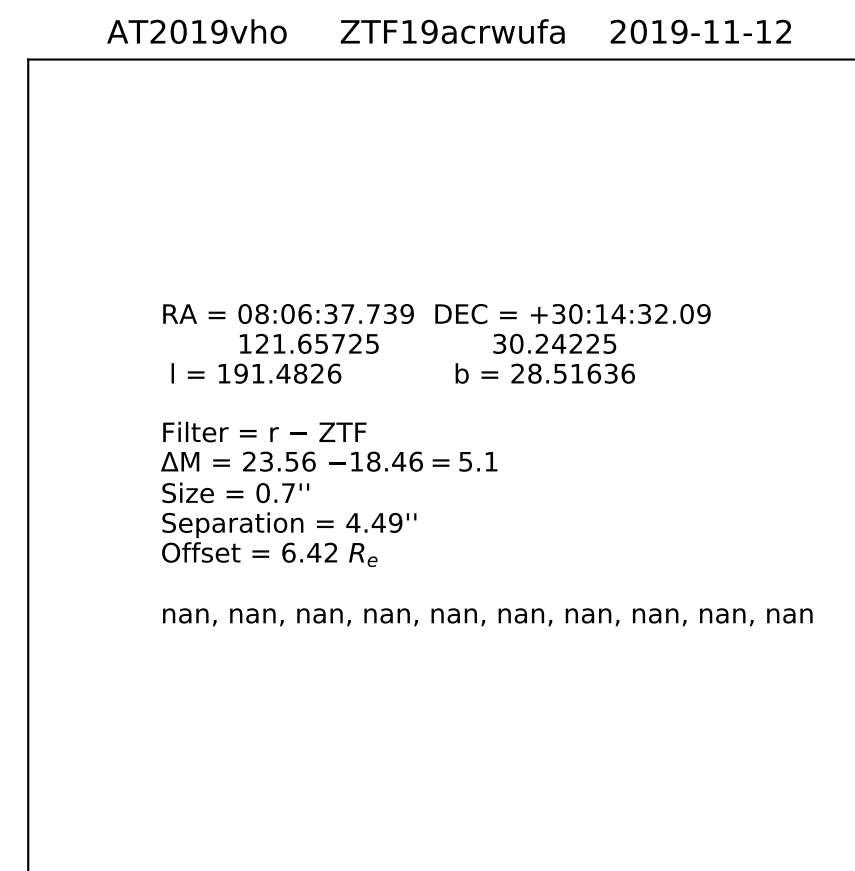 AT2019vho ZTF19acrwufa 2019-11-12
RA = 08:06:37.739 DEC = +30:14:32.09
121.65725 30.24225
l = 191.4826 b = 28.51636
Filter = r − ZTF
ΔM = 23.56 −18.46 = 5.1
Size = 0.7''
Separation = 4.49''
Offset = 6.42 Re
nan, nan, nan, nan, nan, nan, nan, nan, nan, nan